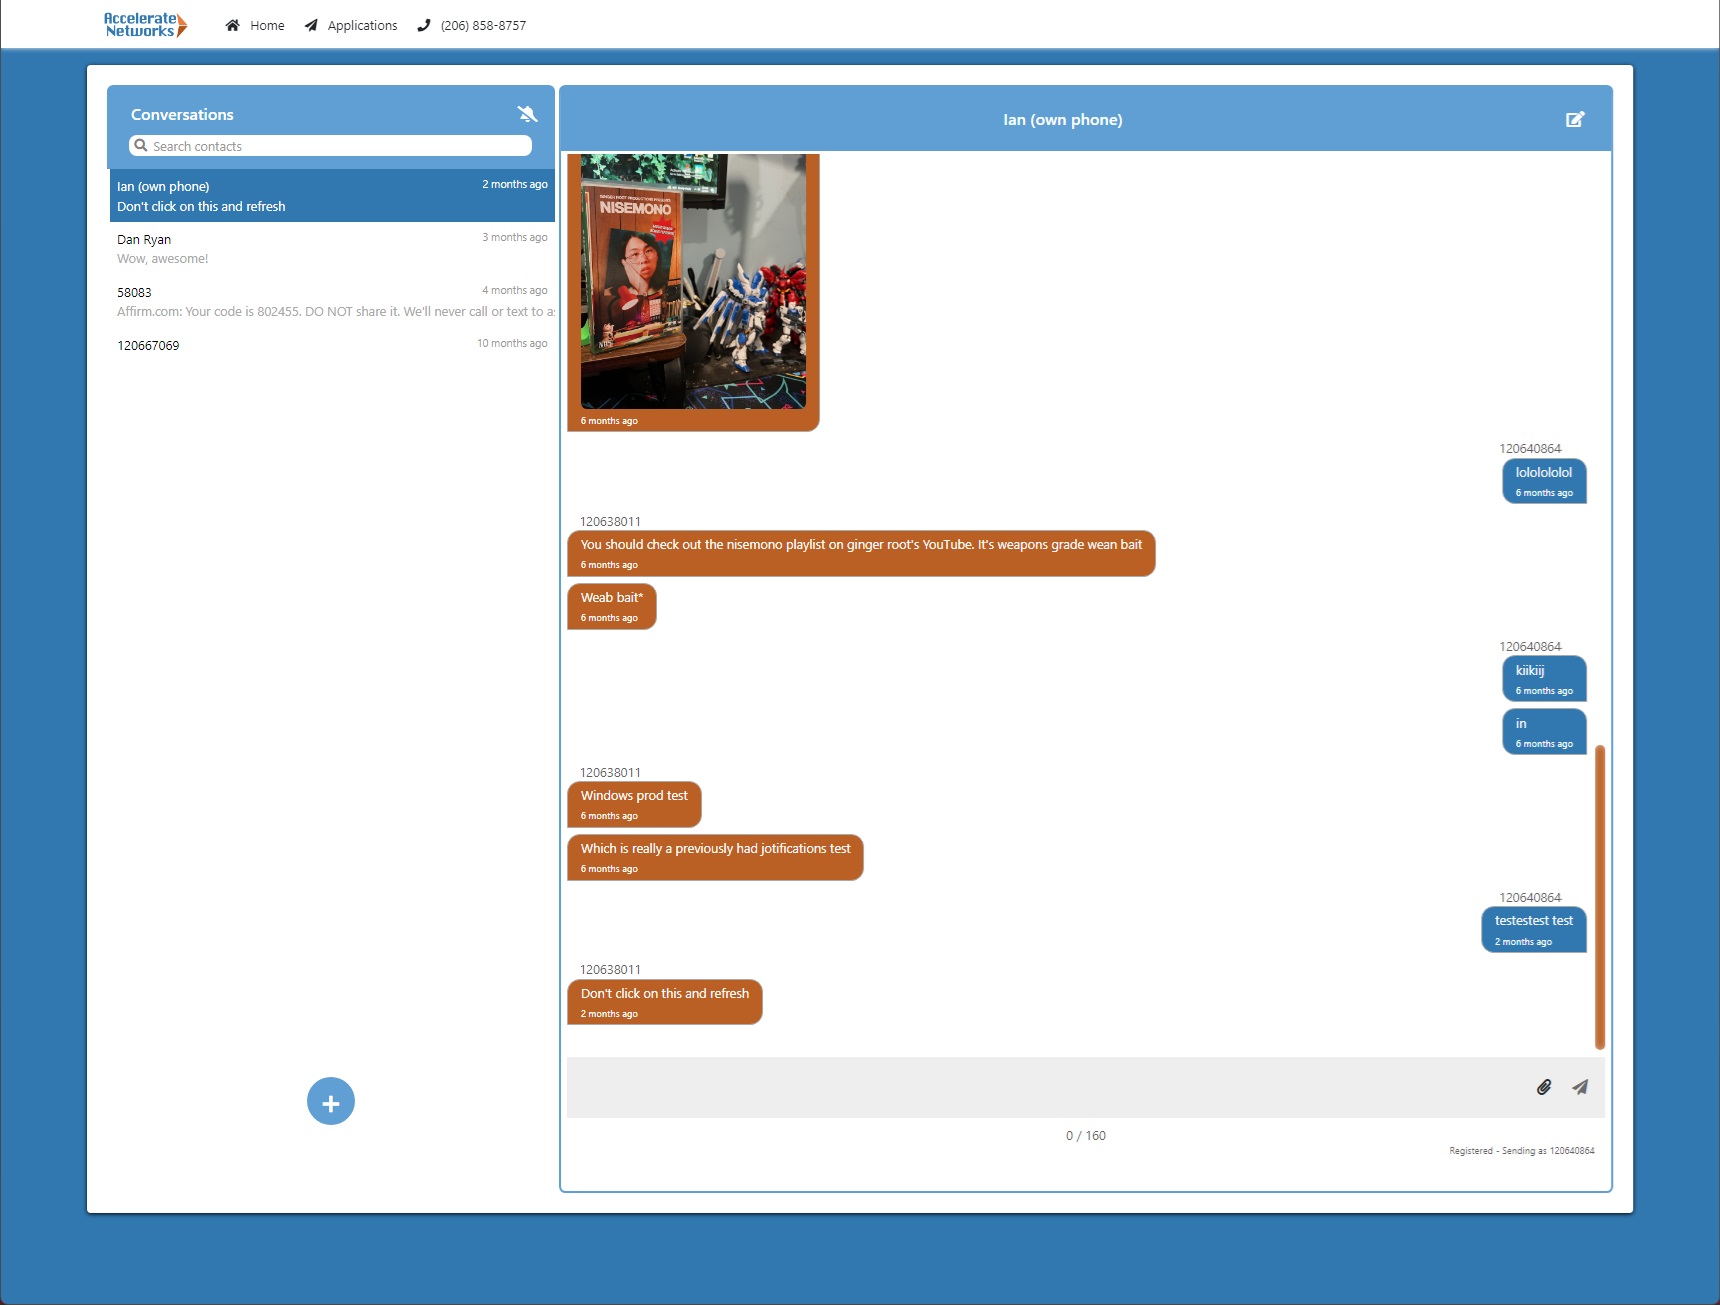 Accelerate
Networks
Home
Applications
(206) 858-8757
Conversations
Search contacts
Ian (own phone)
2 months ago
Don't click on this and refresh
Dan Ryan
3 months ago
Wow, awesome!
58083
4 months ago
Affirm.com: Your code is 802455. DO NOT share it. We'll never call or text to a
120667069
10 months ago
Ian (own phone)
NISEMONO
VHS
6 months ago
120640864
lolololololol
6 months ago
120638011
You should check out the nisemono playlist on ginger root's YouTube. It's weapons grade wean bait
6 months ago
Weab bait*
6 months ago
120640864
kiikiij
6 months ago
in
6 months ago
120638011
Windows prod test
6 months ago
Which is really a previously had jotifications test
6 months ago
120640864
testestest test
2 months ago
120638011
Don't click on this and refresh
2 months ago
0 / 160
Registered - Sending as 120640864